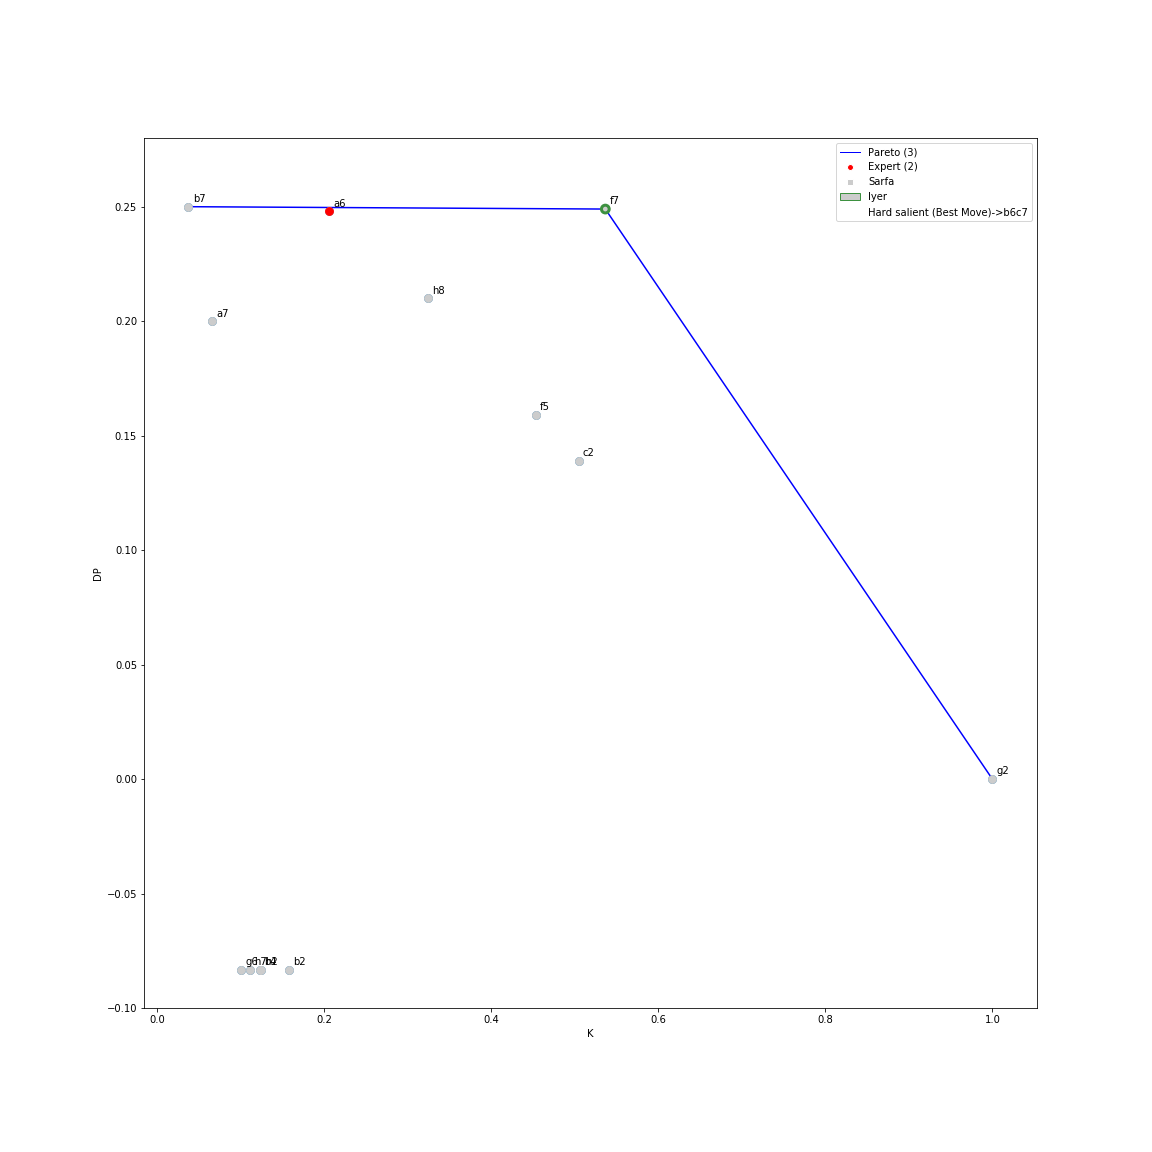 Pareto (3)
Expert (2)
Sarfa
Iyer
Hard salient (Best Move)->b6c7
b7
a6
f7
a7
h8
f5
c2
g2
b2
0.25
0.20
0.15
0.10
0.05
0.00
−0.05
−0.10
DP
0.0
0.2
0.4
0.6
0.8
1.0
K